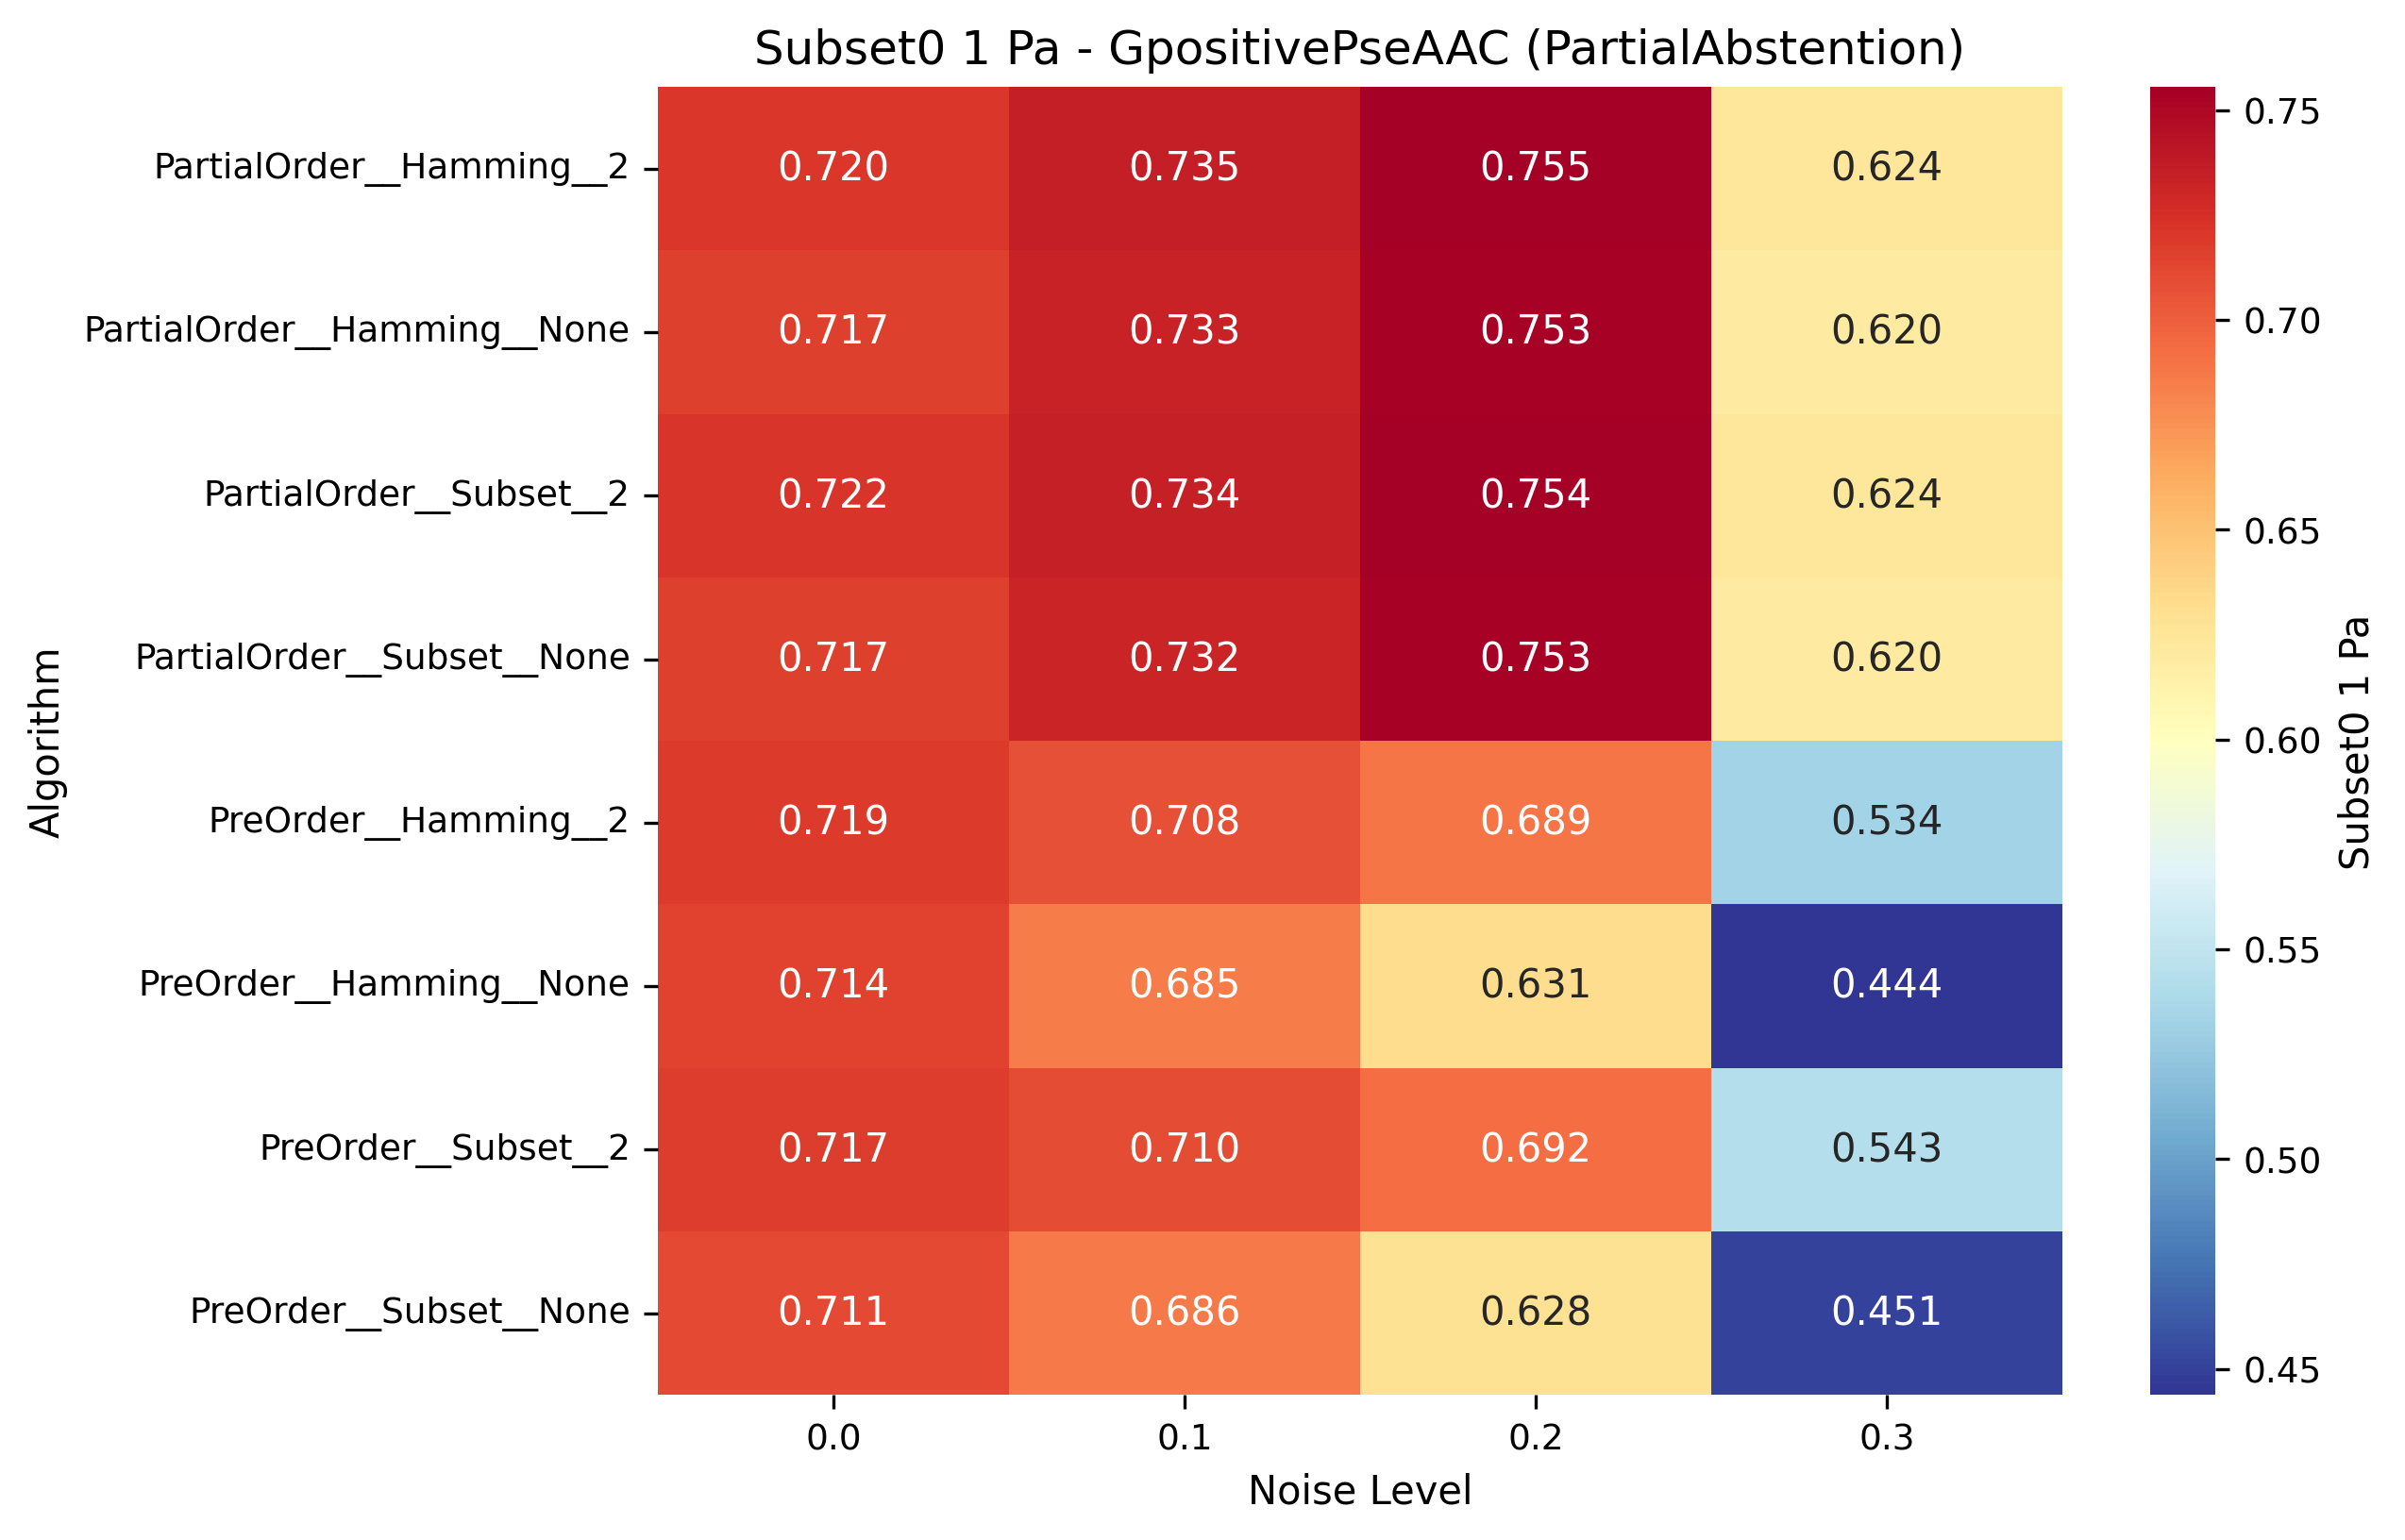 Subset0 1 Pa - GpositivePseAAC (PartialAbstention)
Algorithm
PartialOrder__Hamming__2 0.720 0.735 0.755 0.624
PartialOrder__Hamming__None 0.717 0.733 0.753 0.620
PartialOrder__Subset__2 0.722 0.734 0.754 0.624
PartialOrder__Subset__None 0.717 0.732 0.753 0.620
PreOrder__Hamming__2 0.719 0.708 0.689 0.534
PreOrder__Hamming__None 0.714 0.685 0.631 0.444
PreOrder__Subset__2 0.717 0.710 0.692 0.543
PreOrder__Subset__None 0.711 0.686 0.628 0.451
0.0 0.1 0.2 0.3
Noise Level
0.75
0.70
0.65
0.60
0.55
0.50
0.45
Subset0 1 Pa